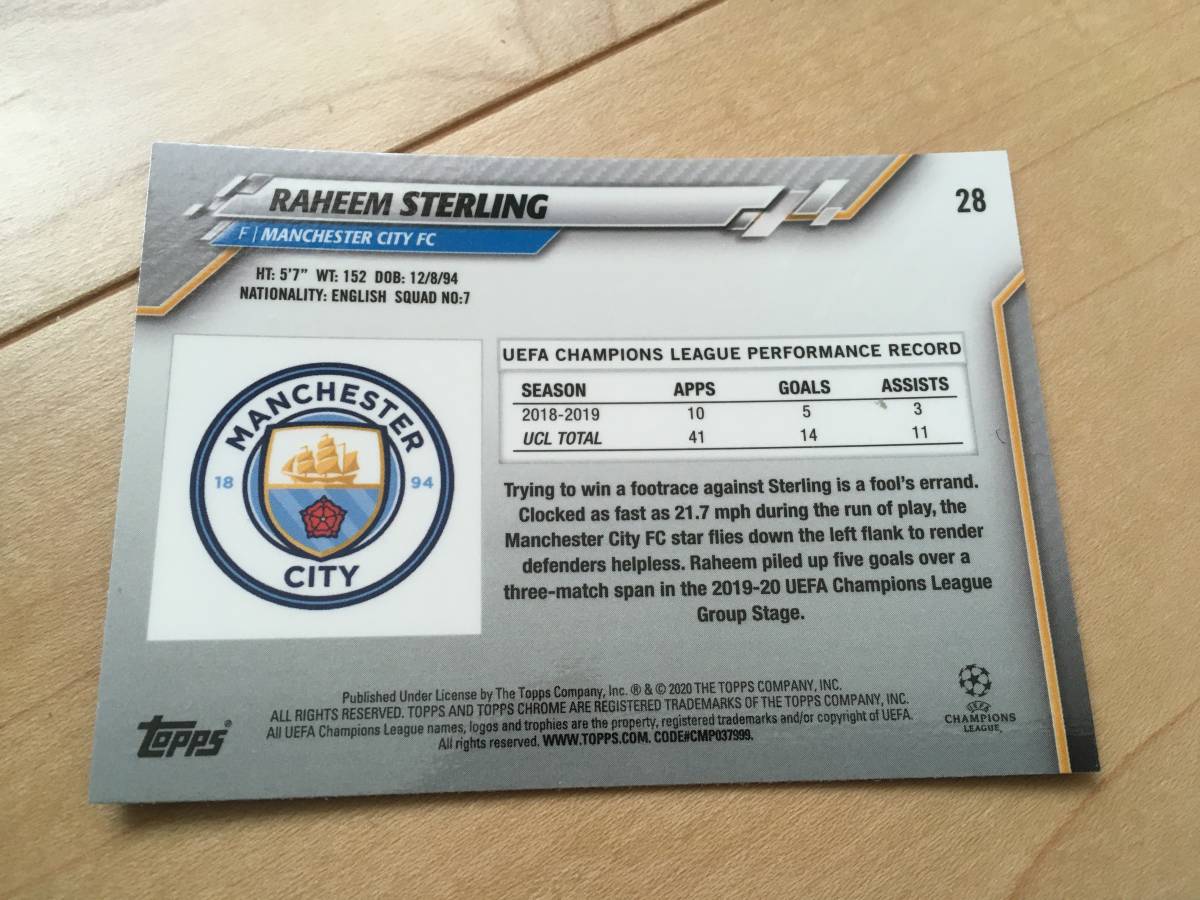 RAHEEM STERLING
28
F | MANCHESTER CITY FC
HT: 5'7" WT: 152 DOB: 12/8/94
NATIONALITY: ENGLISH SQUAD NO:7
MANCHESTER
18 94
CITY
UEFA CHAMPIONS LEAGUE PERFORMANCE RECORD
SEASON APPS GOALS ASSISTS
2018-2019 10 5 3
UCL TOTAL 41 14 11
Trying to win a footrace against Sterling is a fool's errand.
Clocked as fast as 21.7 mph during the run of play, the
Manchester City FC star flies down the left flank to render
defenders helpless. Raheem piled up five goals over a
three-match span in the 2019-20 UEFA Champions League
Group Stage.
Topps®
Published Under License by The Topps Company, Inc. ® & © 2020 THE TOPPS COMPANY, INC.
ALL RIGHTS RESERVED. TOPPS AND TOPPS CHROME ARE REGISTERED TRADEMARKS OF THE TOPPS COMPANY, INC.
All UEFA Champions League names, logos and trophies are the property, registered trademarks and/or copyright of UEFA.
All rights reserved. WWW.TOPPS.COM. CODE#CMP037999.
UEFA
CHAMPIONS
LEAGUE